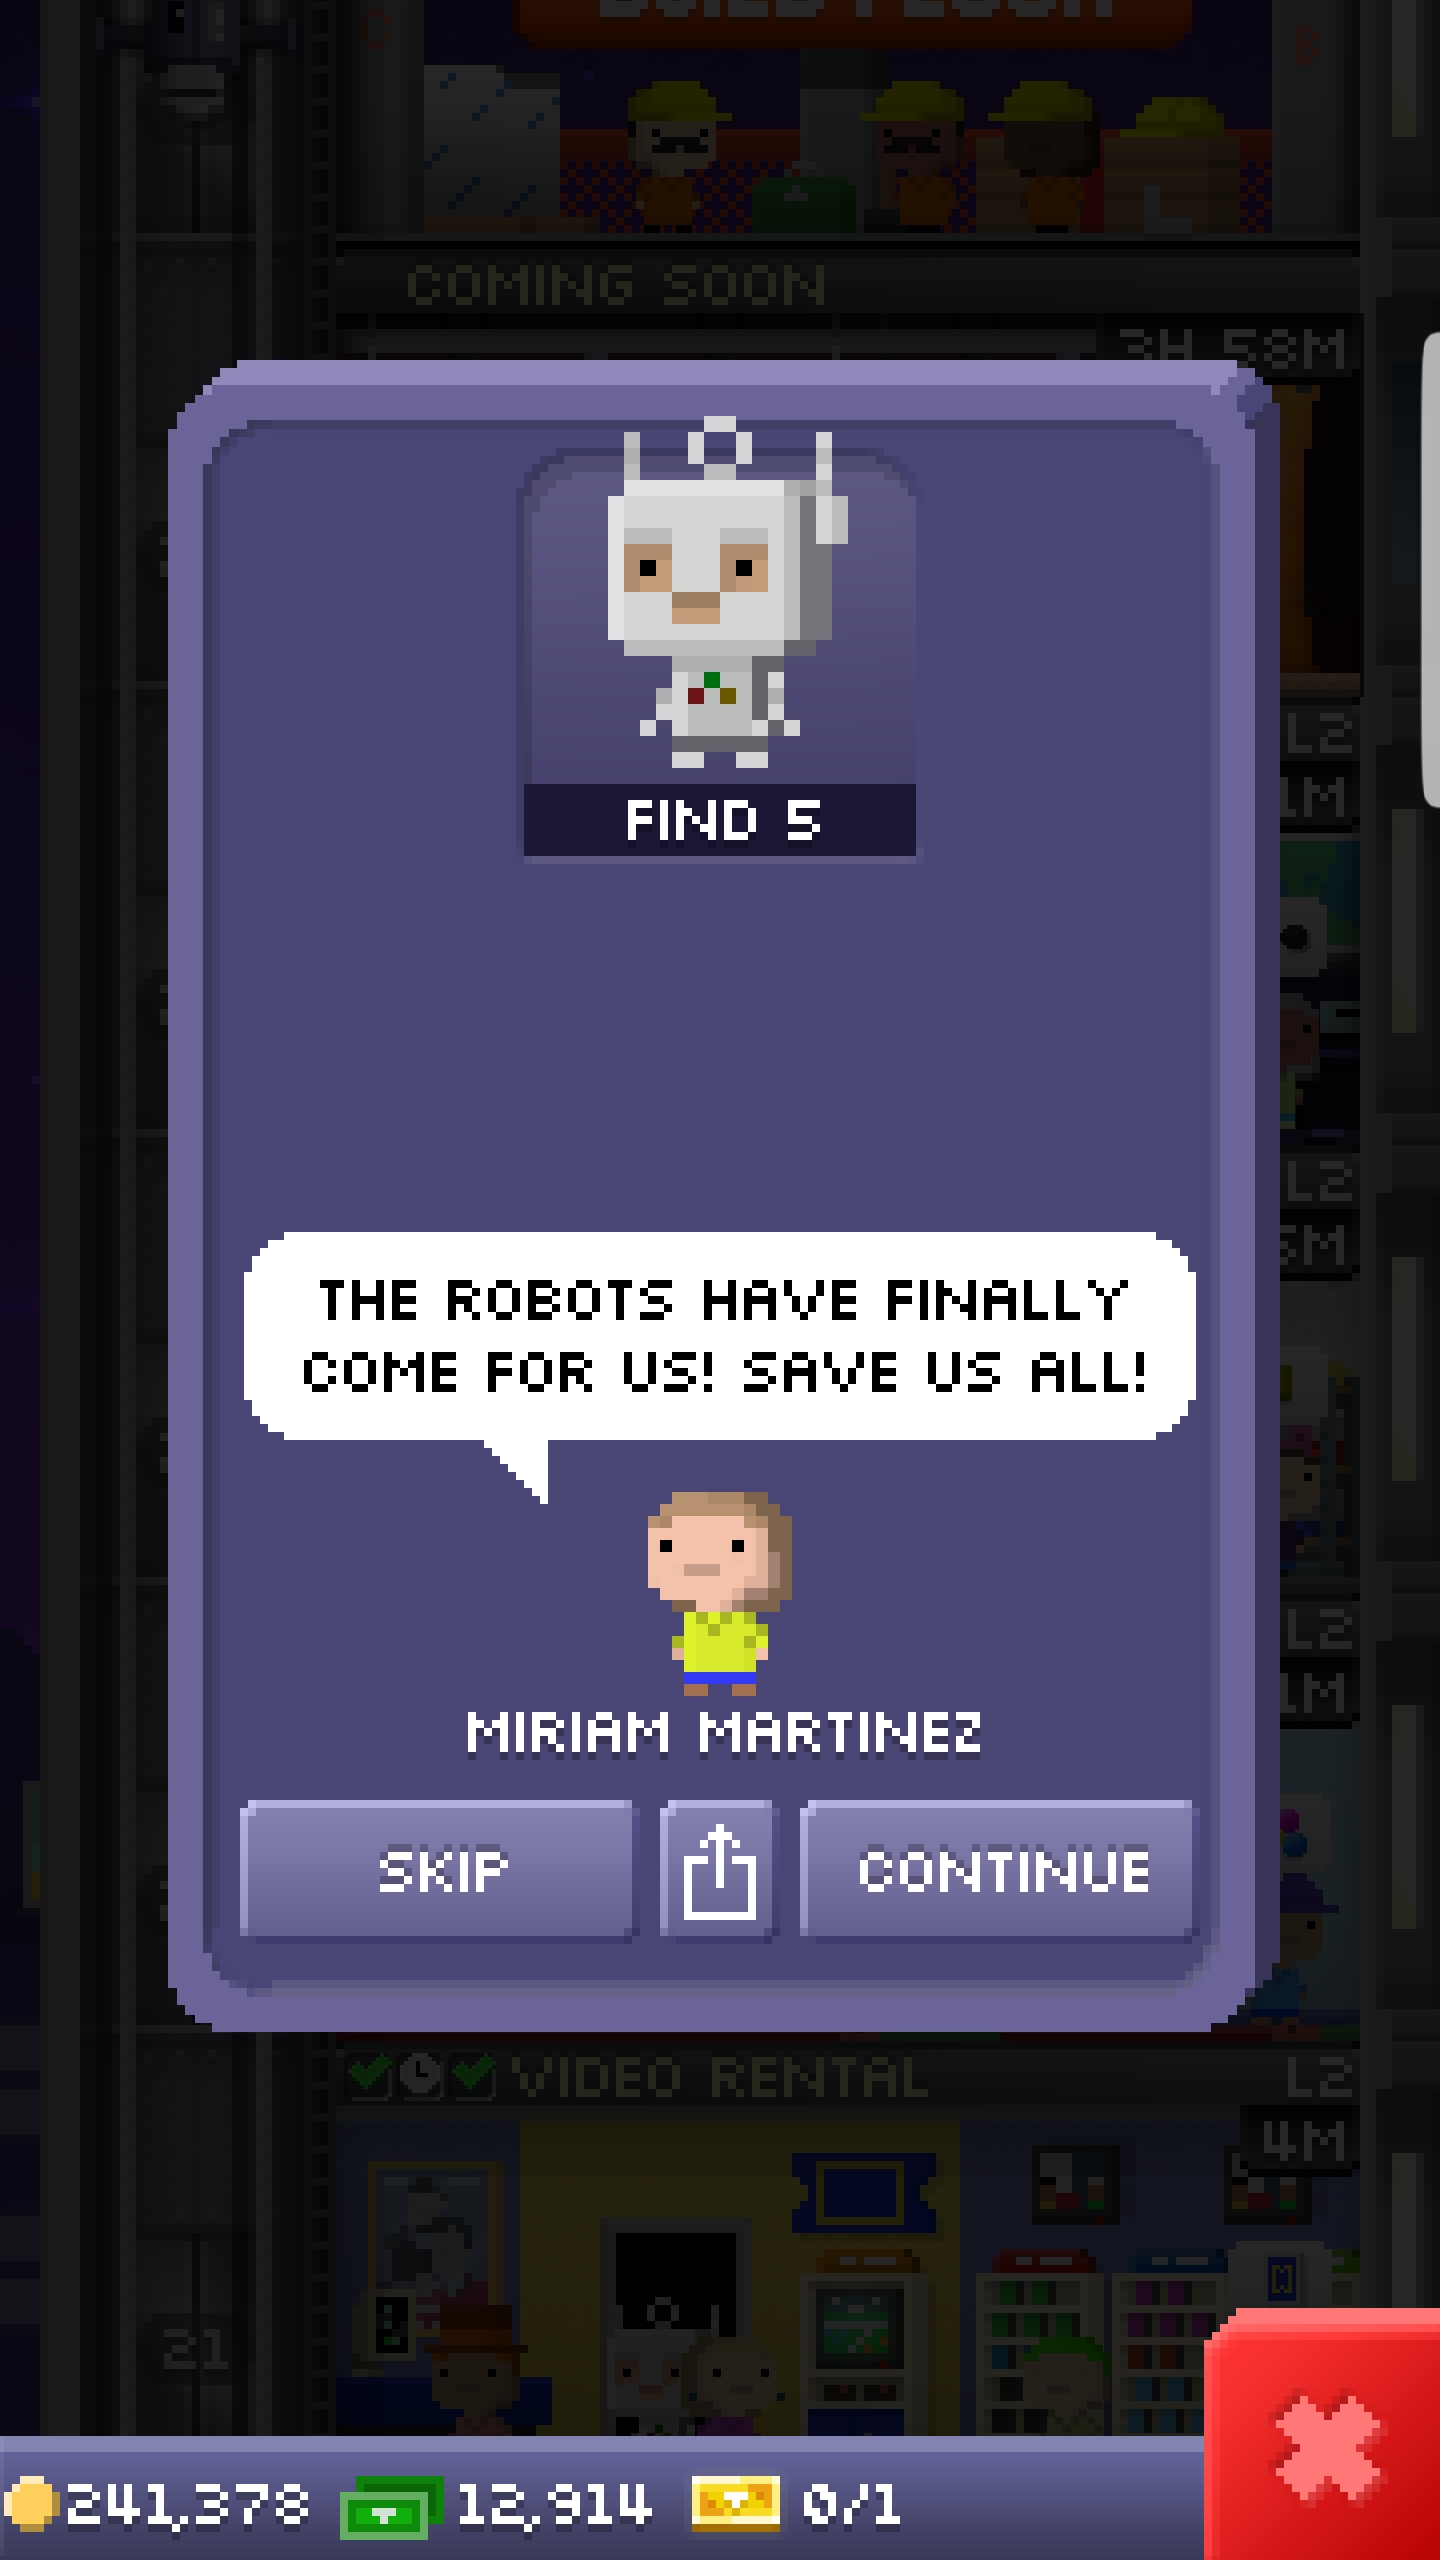 C
B
COMING SOON
3H 58M
FIND 5
L2
1M
L2
THE ROBOTS HAVE FINALLY
COME FOR US! SAVE US ALL!
L2
1M
MIRIAM MARTINEZ
SKIP
CONTINUE
VIDEO RENTAL
L2
4M
21
241,378
12,914
0/1